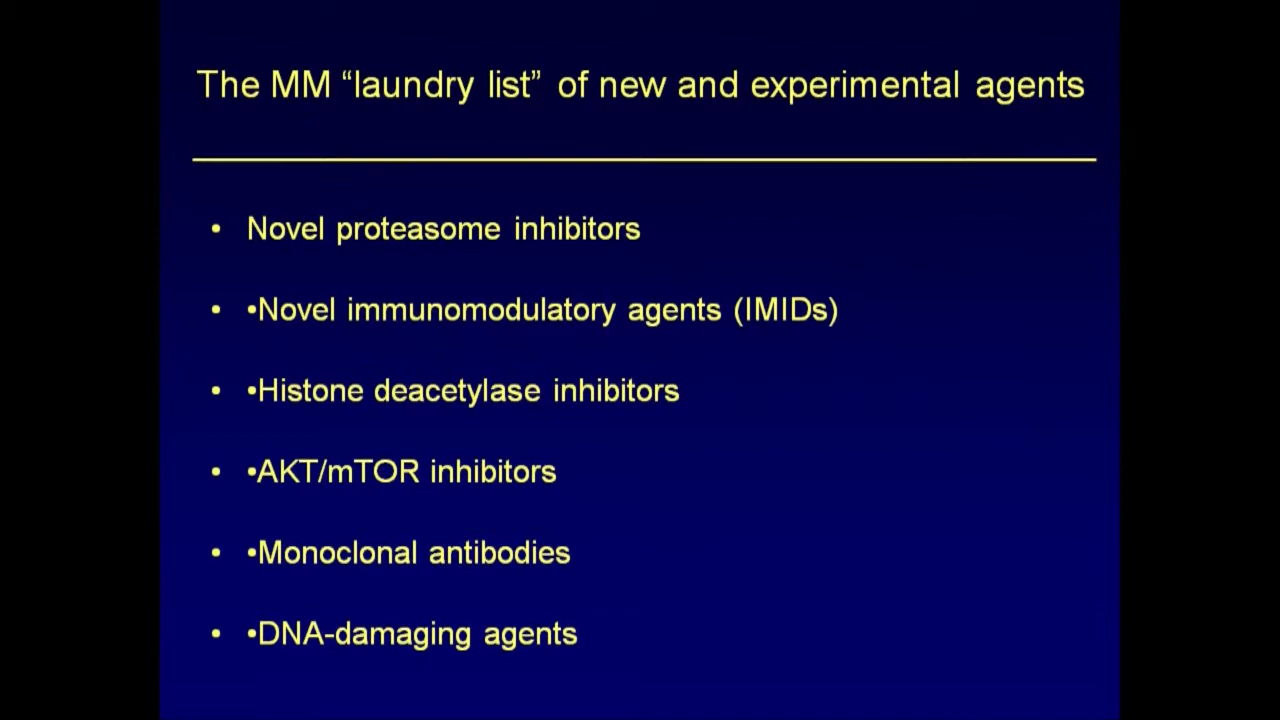 The MM “laundry list” of new and experimental agents
• Novel proteasome inhibitors
• •Novel immunomodulatory agents (IMIDs)
• •Histone deacetylase inhibitors
• •AKT/mTOR inhibitors
• •Monoclonal antibodies
• •DNA-damaging agents